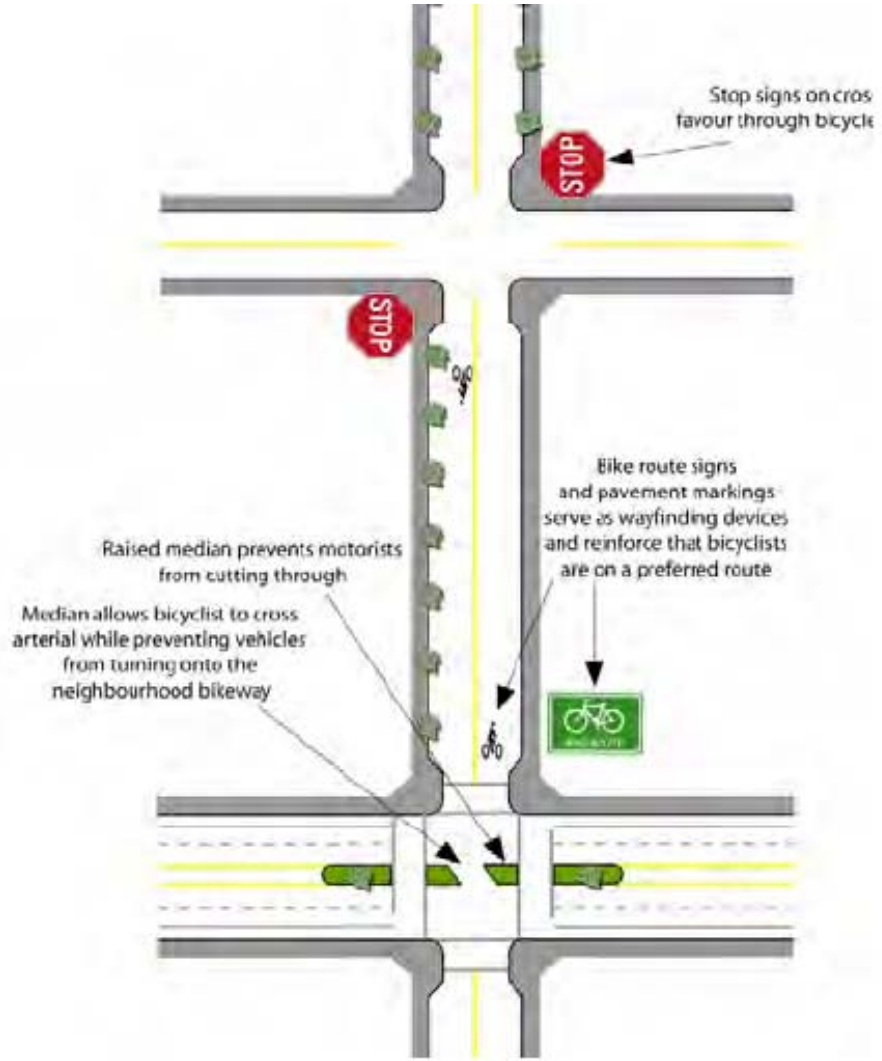 Stop signs on cros
favour through bicycle
STOP
STOP
Bike route signs
and pavement markings
serve as wayfinding devices
and reinforce that bicyclists
are on a preferred route
Raised median prevents motorists
from cutting through
Median allows bicyclist to cross
arterial while preventing vehicles
from turning onto the
neighbourhood bikeway